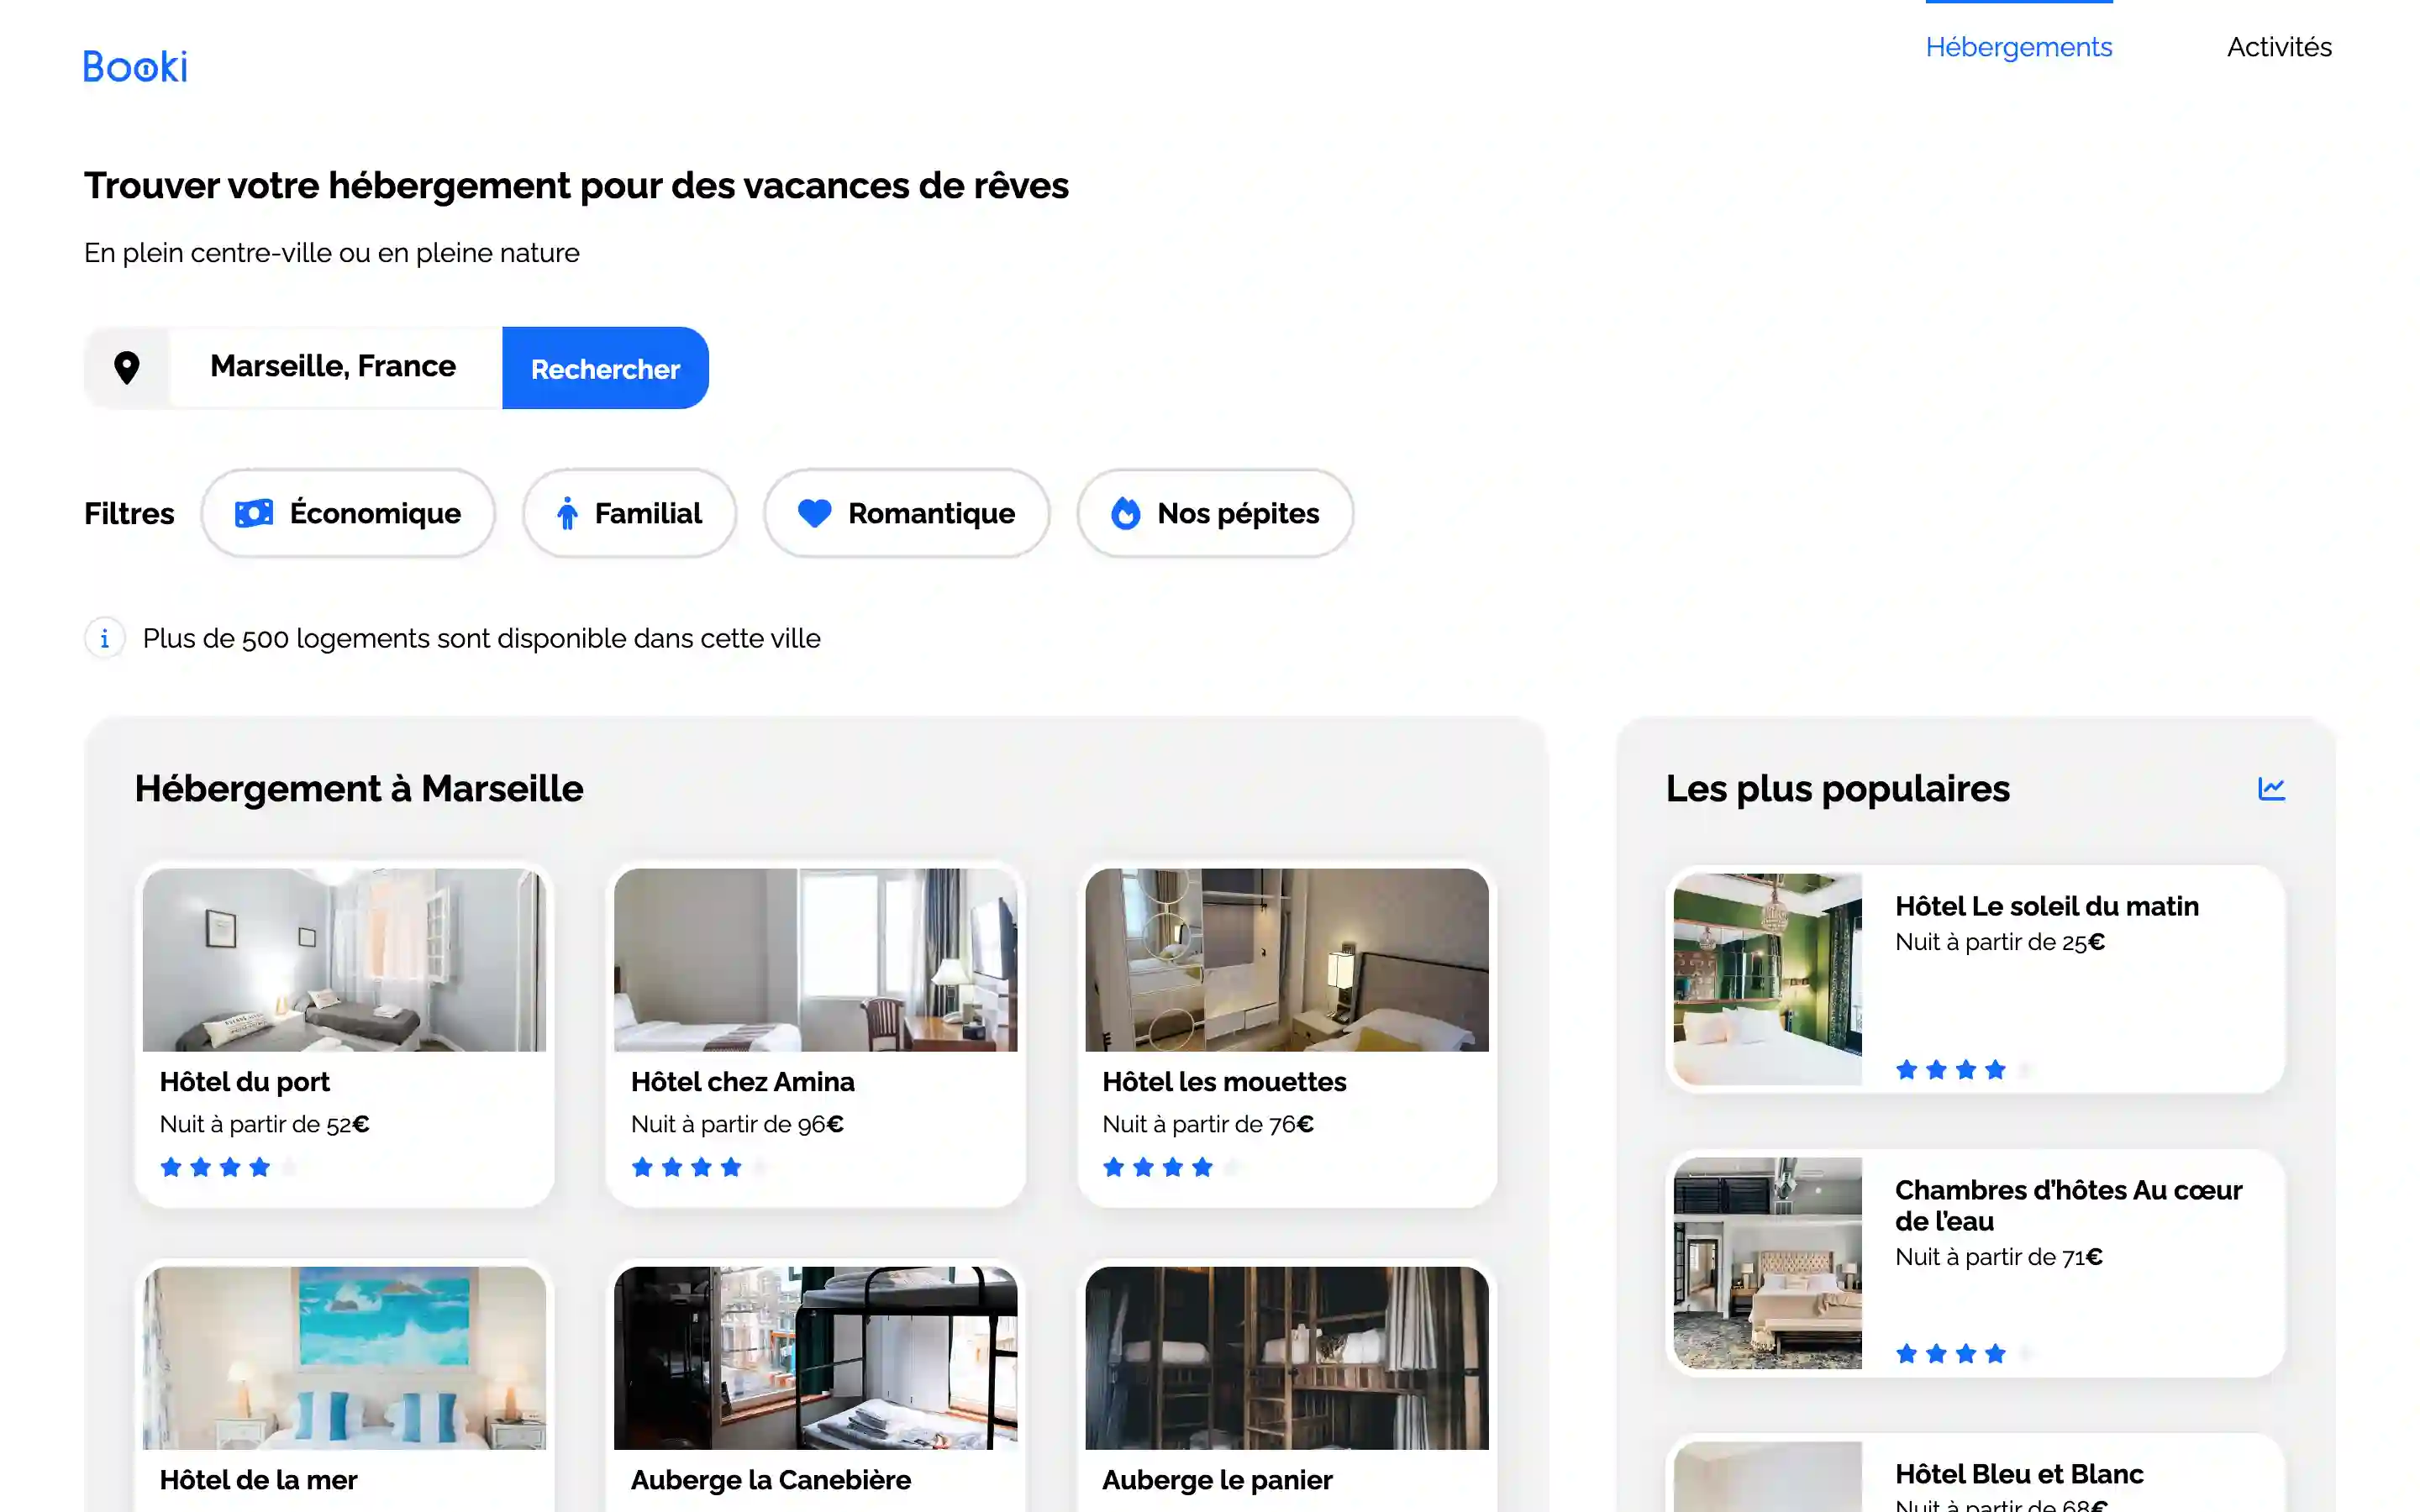 Booki
Hébergements
Activités
Trouver votre hébergement pour des vacances de rêves
En plein centre-ville ou en pleine nature
Marseille, France
Rechercher
Filtres
Économique
Familial
Romantique
Nos pépites
i
Plus de 500 logements sont disponible dans cette ville
Hébergement à Marseille
Hôtel du port
Nuit à partir de 52€
Hôtel chez Amina
Nuit à partir de 96€
Hôtel les mouettes
Nuit à partir de 76€
Hôtel de la mer
Auberge la Canebière
Auberge le panier
Les plus populaires
Hôtel Le soleil du matin
Nuit à partir de 25€
Chambres d’hôtes Au cœur
de l’eau
Nuit à partir de 71€
Hôtel Bleu et Blanc
Nuit à partir de 68€